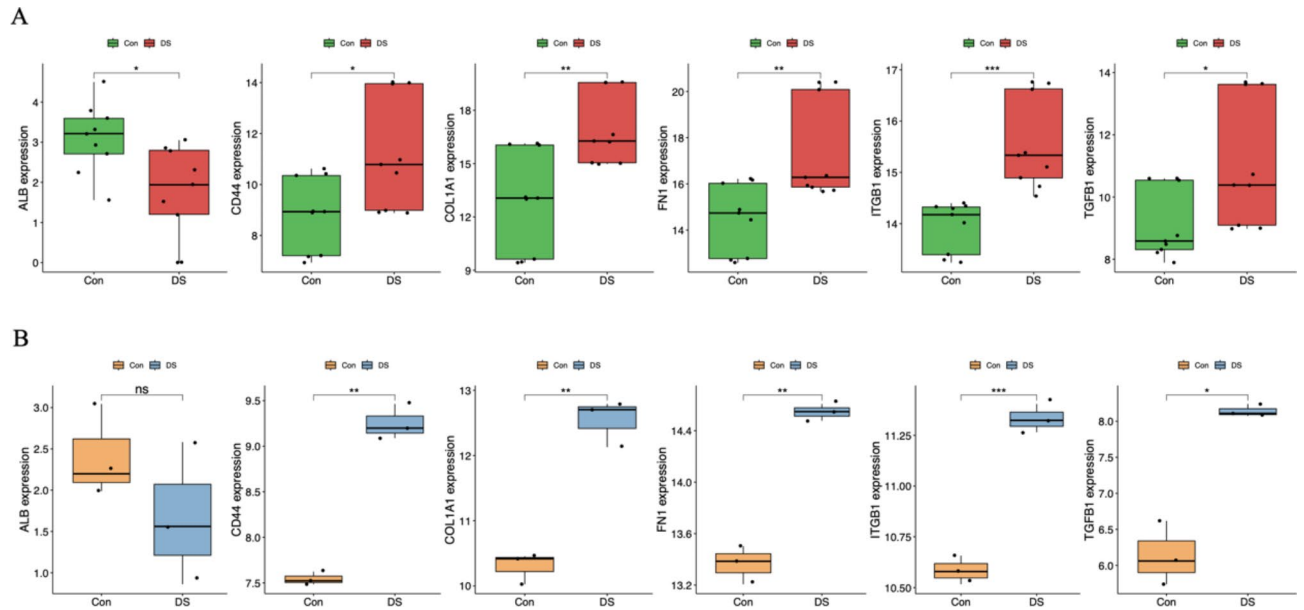 A
Con DS
ALB expression
*
4
3
2
1
0
Con DS
Con DS
CD44 expression
*
14
12
10
8
Con DS
Con DS
COL1A1 expression
**
18
15
12
9
Con DS
Con DS
FN1 expression
**
20
18
16
14
Con DS
Con DS
ITGB1 expression
***
17
16
15
14
Con DS
Con DS
TGFB1 expression
*
14
12
10
8
Con DS
B
Con DS
ALB expression
ns
3.0
2.5
2.0
1.5
1.0
Con DS
Con DS
CD44 expression
**
9.5
9.0
8.5
8.0
7.5
Con DS
Con DS
COL1A1 expression
**
13
12
11
10
Con DS
Con DS
FN1 expression
**
14.4
14.0
13.6
13.2
Con DS
Con DS
ITGB1 expression
***
11.25
11.00
10.75
10.50
Con DS
Con DS
TGFB1 expression
*
8.0
7.5
7.0
6.5
6.0
Con DS